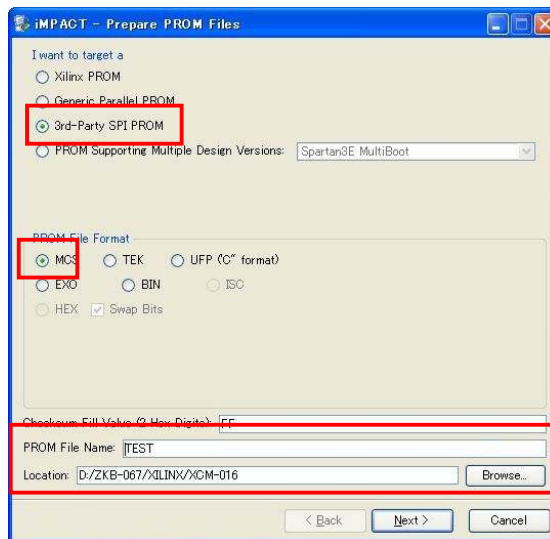 iMPACT - Prepare PROM Files
I want to target a
Xilinx PROM
Generic Parallel PROM
3rd-Party SPI PROM
PROM Supporting Multiple Design Versions: Spartan3E MultiBoot
PROM File Format
MCS TEK UFP ("C" format)
EXO BIN ISC
HEX Swap Bits
Checksum Fill Value (2 Hex Digits): FF
PROM File Name: TEST
Location: D:/ZKB-067/XILINX/XCM-016 Browse...
< Back Next > Cancel